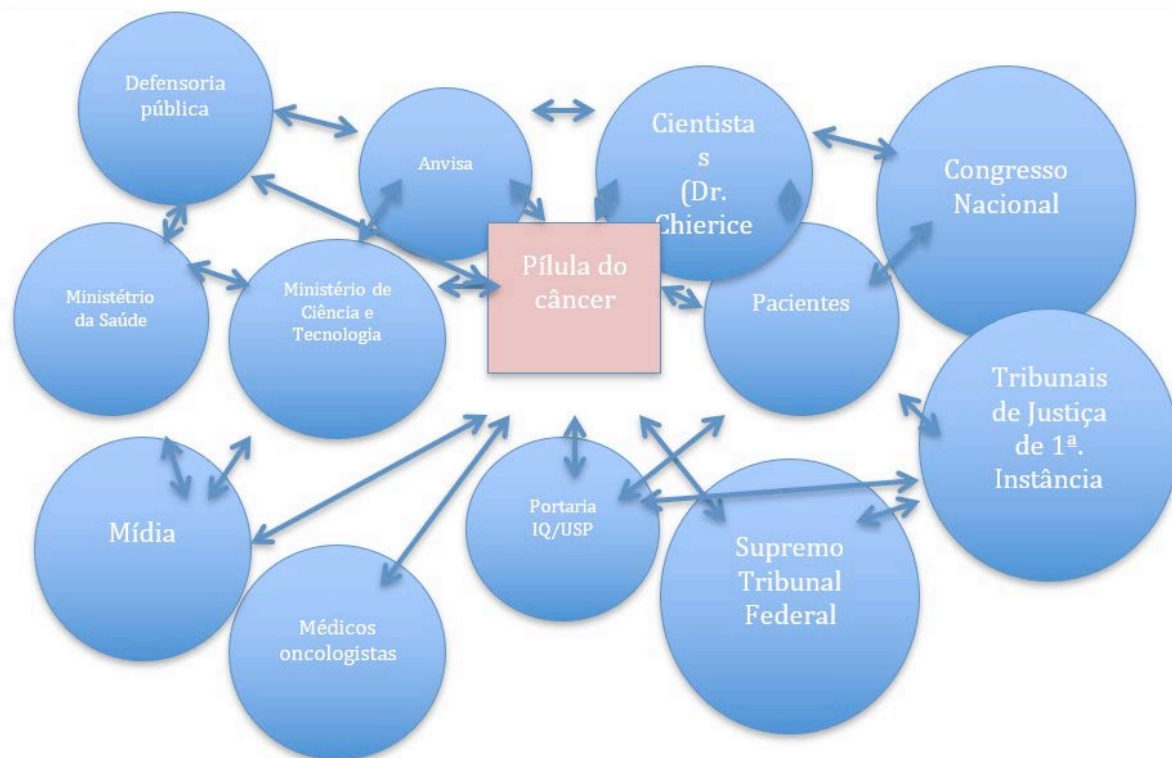 Defensoria
pública
Anvisa
Cientista
s
(Dr.
Chierice
Congresso
Nacional
Ministétrio
da Saúde
Ministério de
Ciência e
Tecnologia
Pílula do
câncer
Pacientes
Tribunais
de Justiça
de 1ª.
Instância
Mídia
Médicos
oncologistas
Portaria
IQ/USP
Supremo
Tribunal
Federal